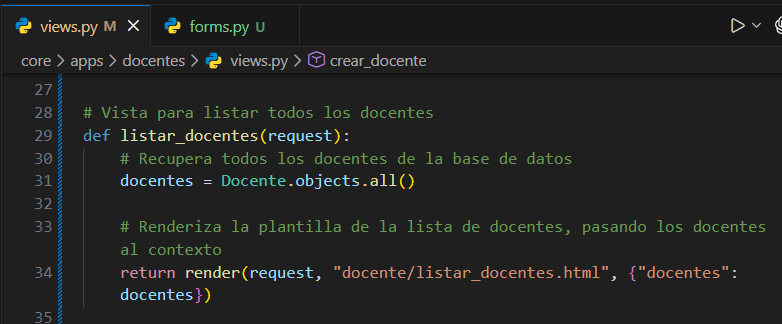 views.py M X forms.py U
core > apps > docentes > views.py > crear_docente
27
28 # Vista para listar todos los docentes
29 def listar_docentes(request):
30 # Recupera todos los docentes de la base de datos
31 docentes = Docente.objects.all()
32
33 # Renderiza la plantilla de la lista de docentes, pasando los docentes
al contexto
34 return render(request, "docente/listar_docentes.html", {"docentes":
docentes})
35